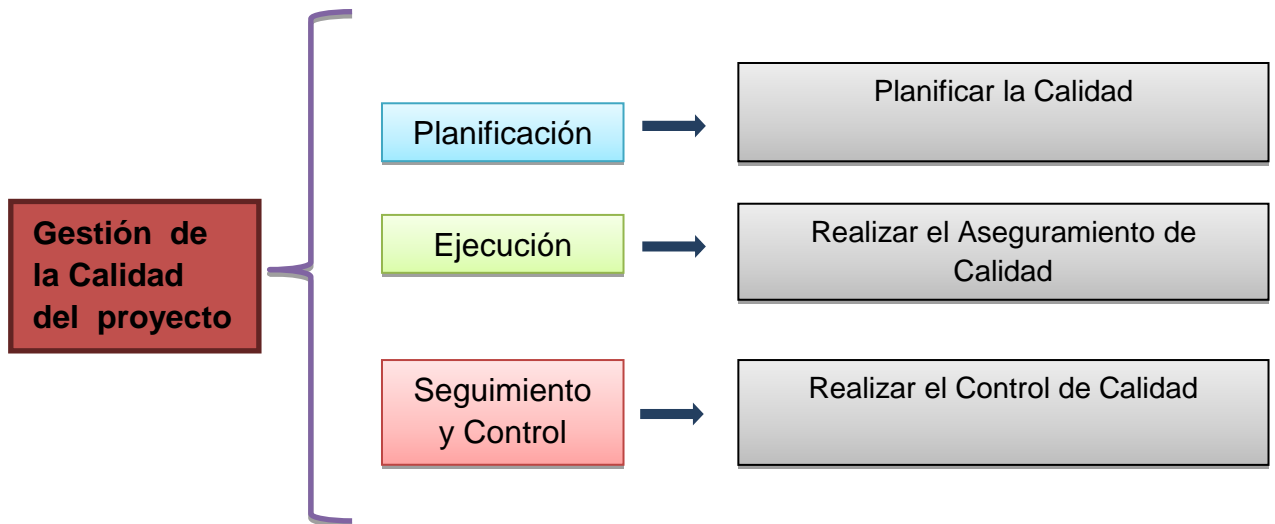 Gestión de
la Calidad
del proyecto
Planificación
Planificar la Calidad
Ejecución
Realizar el Aseguramiento de
Calidad
Seguimiento
y Control
Realizar el Control de Calidad